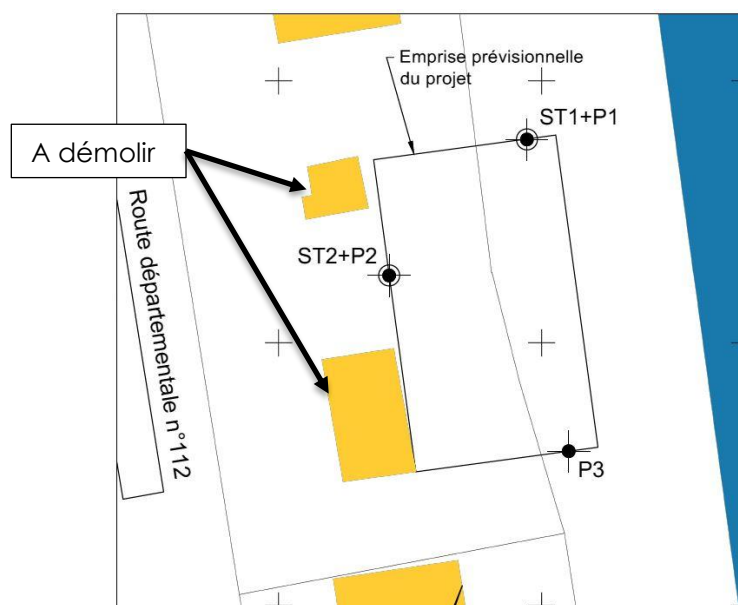 Emprise prévisionnelle
du projet
ST1+P1
A démolir
Route départementale n°112
ST2+P2
P3